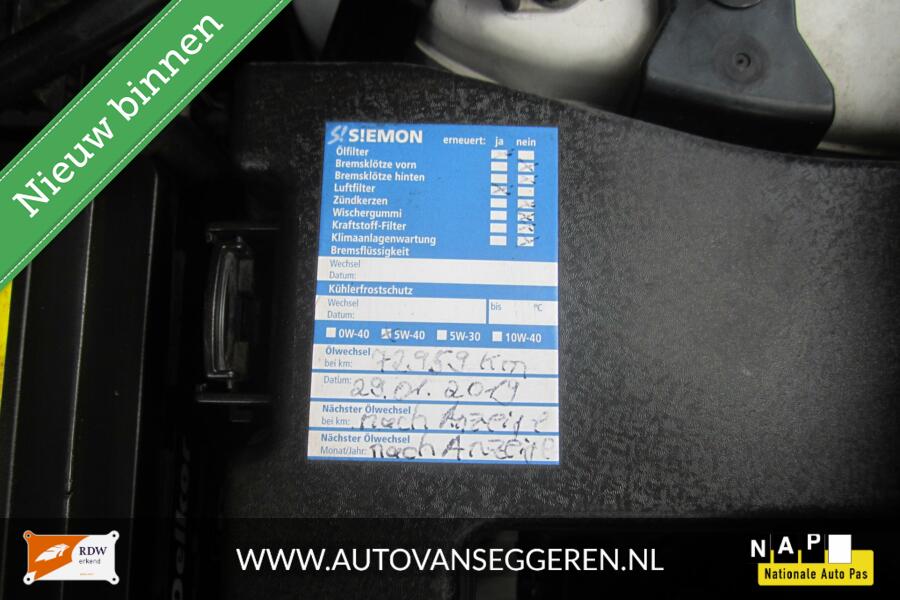 Nieuw binnen
S! S!EMON erneuert: ja nein
Ölfilter
Bremsklötze vorn
Bremsklötze hinten
Luftfilter
Zündkerzen
Wischergummi
Kraftstoff-Filter
Klimaanlagenwartung
Bremsflüssigkeit
Wechsel
Datum:
Kühlerfrostschutz
Wechsel bis °C
Datum:
0W-40 5W-40 5W-30 10W-40
Ölwechsel
bei km: 72.959 Km
Datum: 29.01.2019
Nächster Ölwechsel
bei km: nach Anzeige
Nächster Ölwechsel
Monat/Jahr: nach Anzeige
RDW
erkend
WWW.AUTOVANSEGGEREN.NL
NAP
Nationale Auto Pas